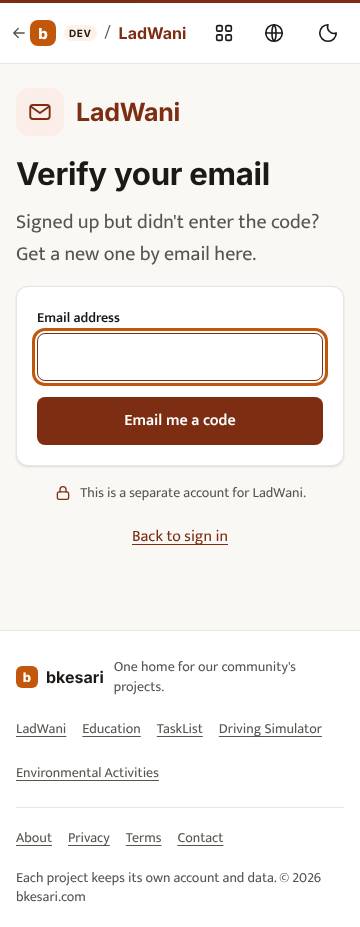 b DEV / LadWani
LadWani
Verify your email
Signed up but didn't enter the code?
Get a new one by email here.
Email address
Email me a code
This is a separate account for LadWani.
Back to sign in
b bkesari One home for our community's
projects.
LadWani Education TaskList Driving Simulator
Environmental Activities
About Privacy Terms Contact
Each project keeps its own account and data. © 2026
bkesari.com